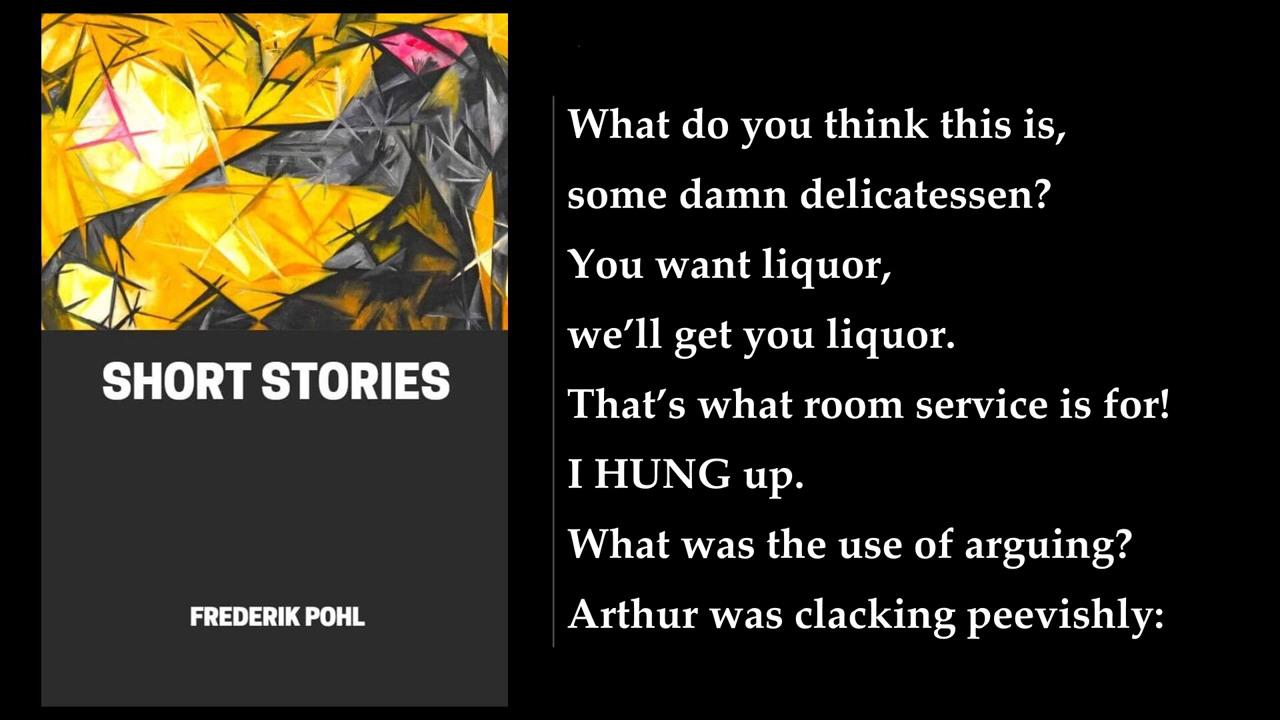 SHORT STORIES
FREDERIK POHL
What do you think this is,
some damn delicatessen?
You want liquor,
we’ll get you liquor.
That’s what room service is for!
I HUNG up.
What was the use of arguing?
Arthur was clacking peevishly: